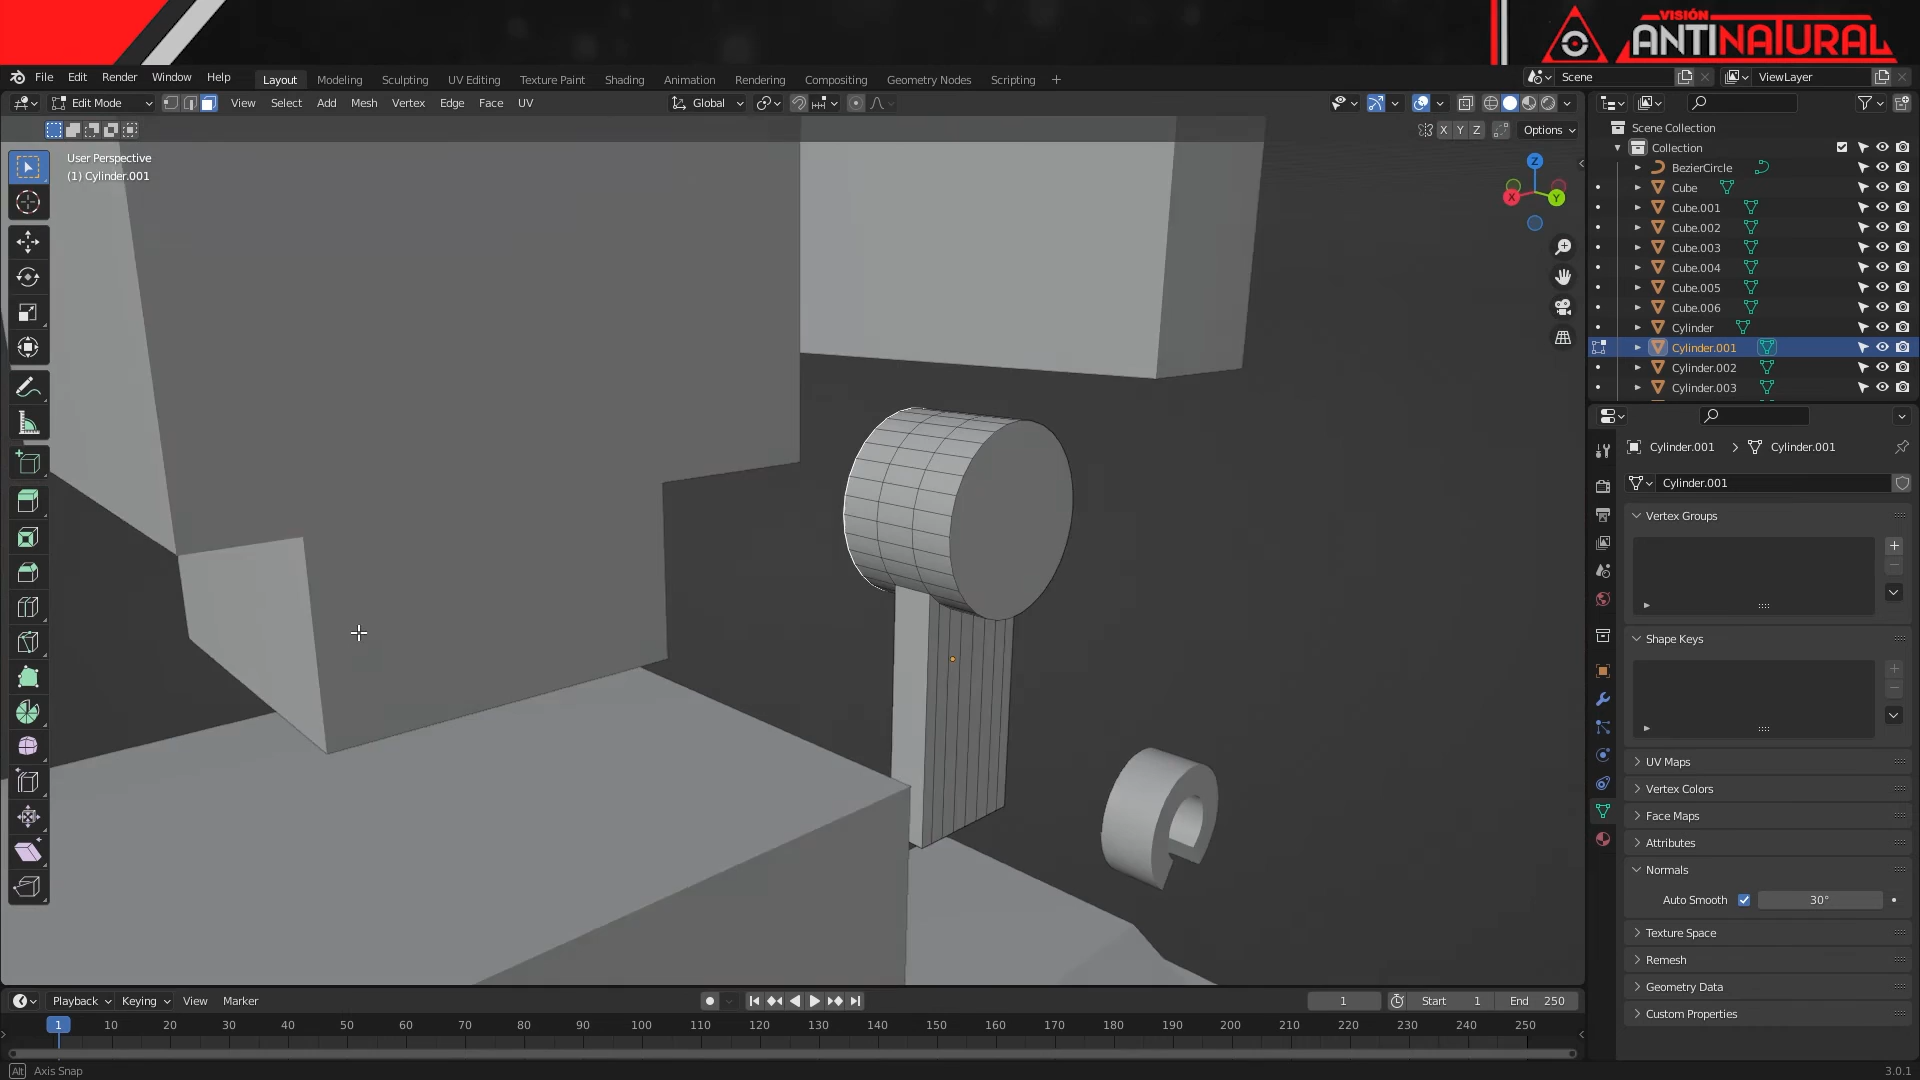 VISIÓN
ANTINATURAL
File Edit Render Window Help
Layout Modeling Sculpting UV Editing Texture Paint Shading Animation Rendering Compositing Geometry Nodes Scripting +
Scene
ViewLayer
Edit Mode
View Select Add Mesh Vertex Edge Face UV
Global
X Y Z
Options
User Perspective
(1) Cylinder.001
Z
X
Y
Scene Collection
Collection
BezierCircle
Cube
Cube.001
Cube.002
Cube.003
Cube.004
Cube.005
Cube.006
Cylinder
Cylinder.001
Cylinder.002
Cylinder.003
Cylinder.001 > Cylinder.001
Cylinder.001
Vertex Groups
Shape Keys
UV Maps
Vertex Colors
Face Maps
Attributes
Normals
Auto Smooth 30°
Texture Space
Remesh
Geometry Data
Custom Properties
Playback Keying View Marker
1 Start 1 End 250
1 10 20 30 40 50 60 70 80 90 100 110 120 130 140 150 160 170 180 190 200 210 220 230 240 250
Alt Axis Snap
3.0.1